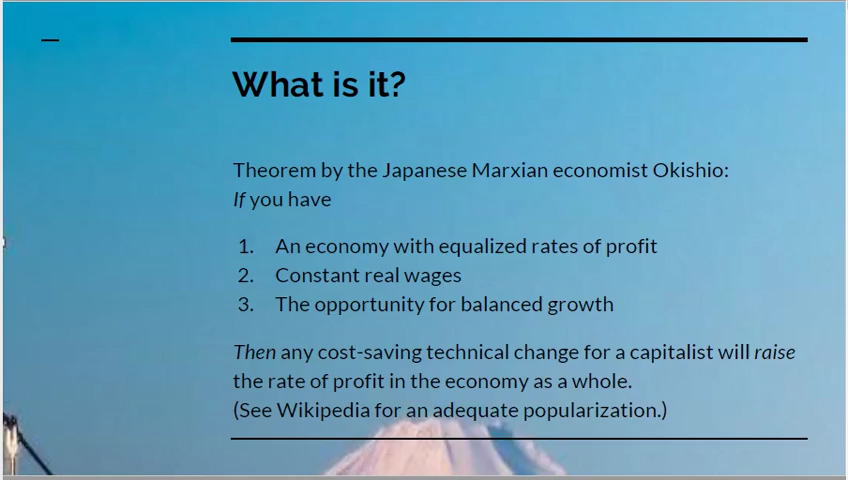 What is it?
Theorem by the Japanese Marxian economist Okishio:
If you have
1. An economy with equalized rates of profit
2. Constant real wages
3. The opportunity for balanced growth
Then any cost-saving technical change for a capitalist will raise
the rate of profit in the economy as a whole.
(See Wikipedia for an adequate popularization.)